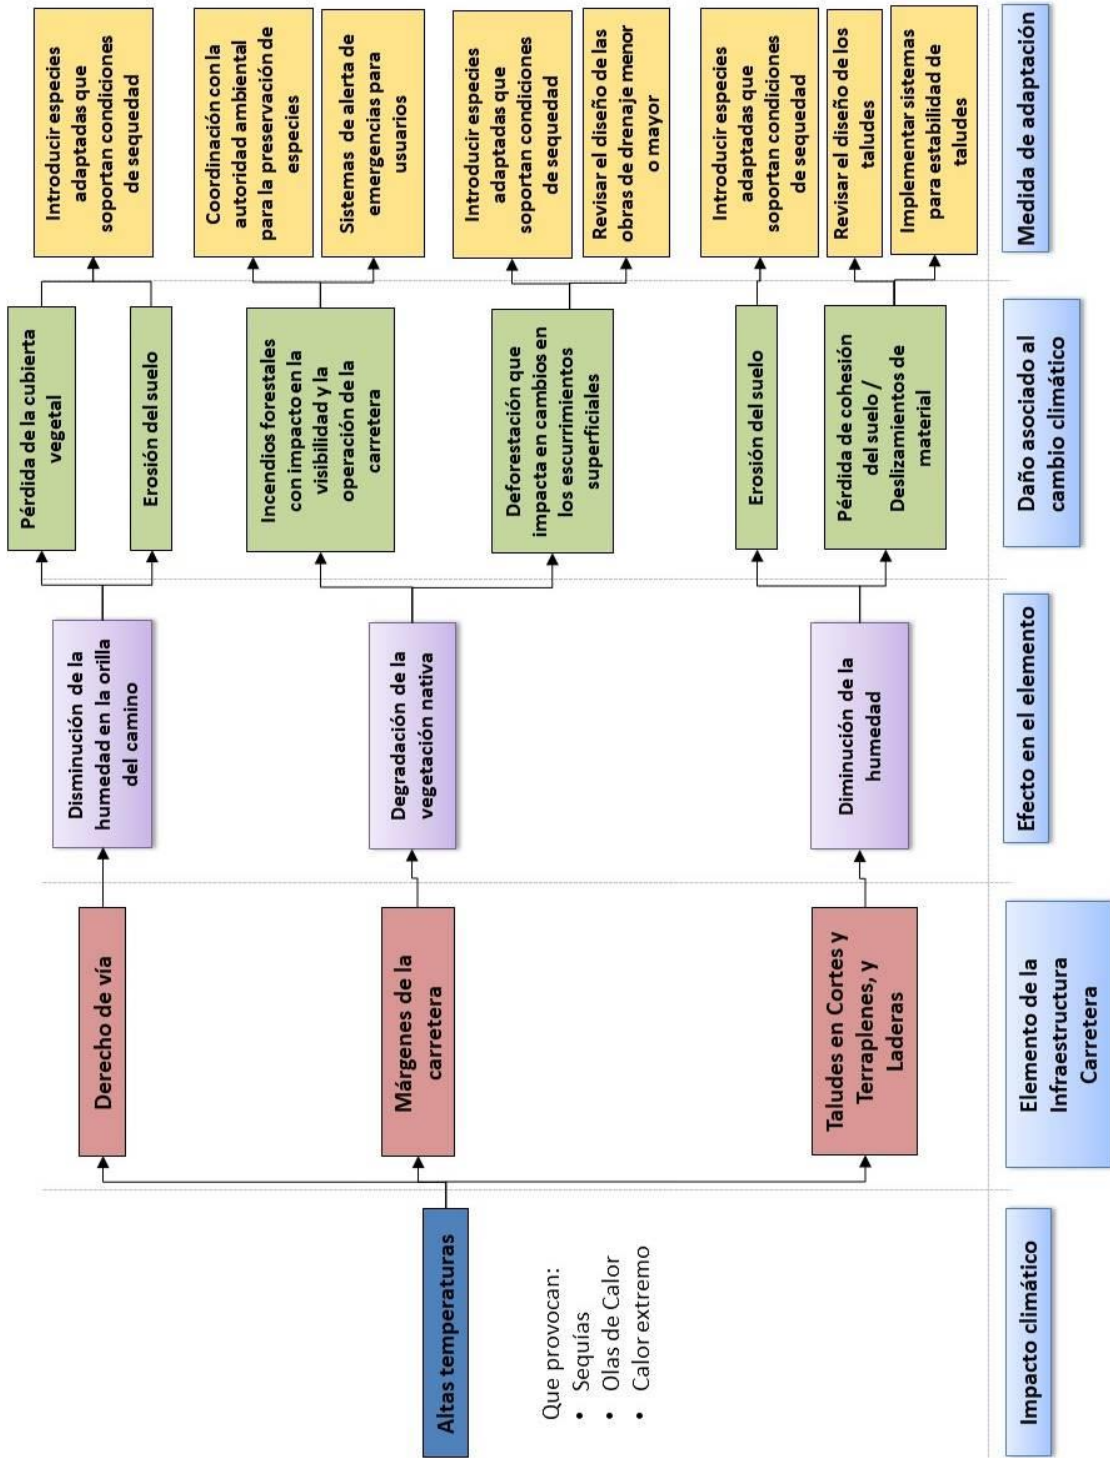 Altas temperaturas
Que provocan:
• Sequías
• Olas de Calor
• Calor extremo
Impacto climático
Derecho de vía
Márgenes de la
carretera
Taludes en Cortes y
Terraplenes, y
Laderas
Elemento de la
Infraestructura
Carretera
Disminución de la
humedad en la orilla
del camino
Degradación de la
vegetación nativa
Diminución de la
humedad
Efecto en el elemento
Pérdida de la cubierta
vegetal
Erosión del suelo
Incendios forestales
con impacto en la
visibilidad y la
operación de la
carretera
Deforestación que
impacta en cambios en
los escurrimientos
superficiales
Erosión del suelo
Pérdida de cohesión
del suelo /
Deslizamientos de
material
Daño asociado al
cambio climático
Introducir especies
adaptadas que
soportan condiciones
de sequedad
Coordinación con la
autoridad ambiental
para la preservación de
especies
Sistemas de alerta de
emergencias para
usuarios
Introducir especies
adaptadas que
soportan condiciones
de sequedad
Revisar el diseño de las
obras de drenaje menor
o mayor
Introducir especies
adaptadas que
soportan condiciones
de sequedad
Revisar el diseño de los
taludes
Implementar sistemas
para estabilidad de
taludes
Medida de adaptación